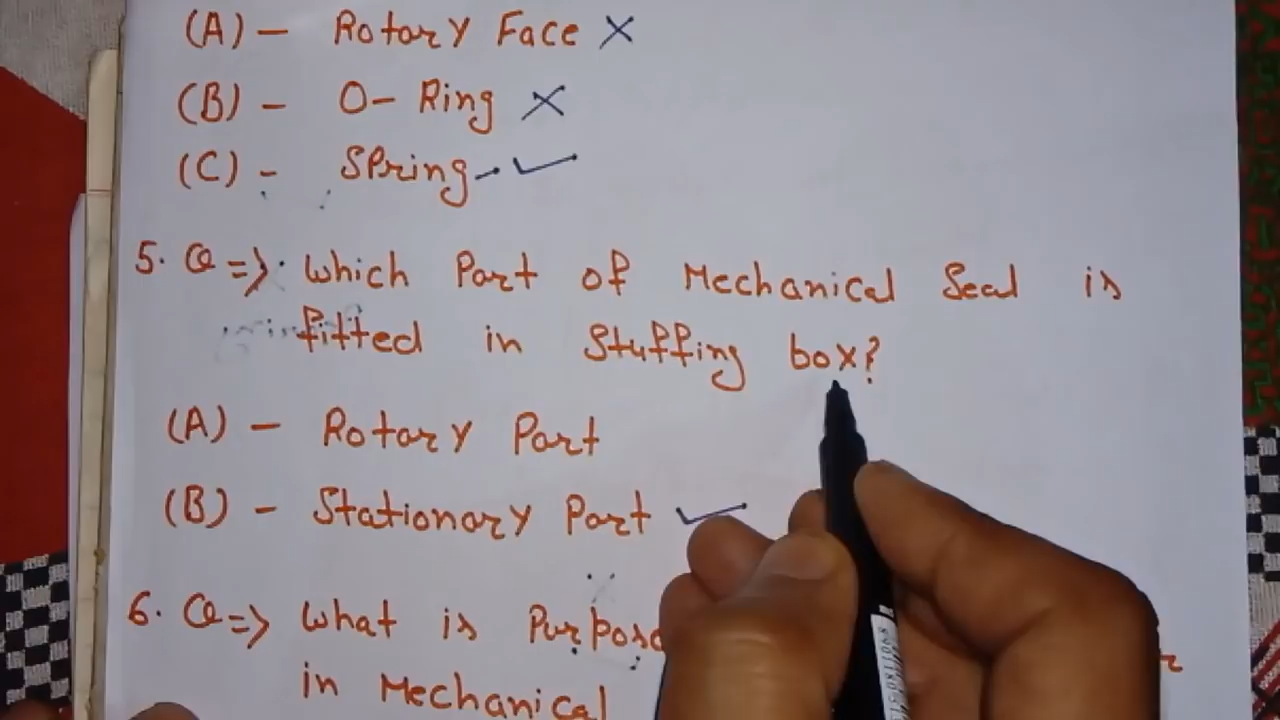 (A) - Rotary Face ×
(B) - O-Ring ×
(C) - Spring - ✓
5. Q => Which Part of Mechanical Seal is
fitted in Stuffing box?
(A) - Rotary Part
(B) - Stationary Part ✓
6. Q => What is
in Mechanical